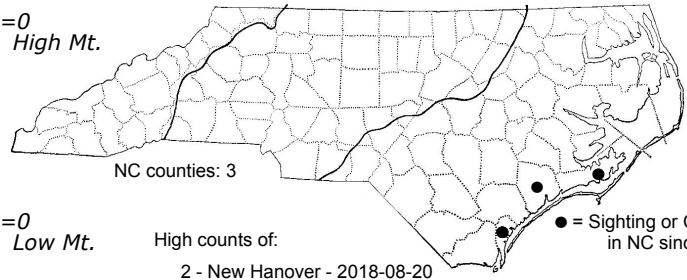 =0
High Mt.
NC counties: 3
=0
Low Mt.
High counts of:
2 - New Hanover - 2018-08-20
● = Sighting or
in NC